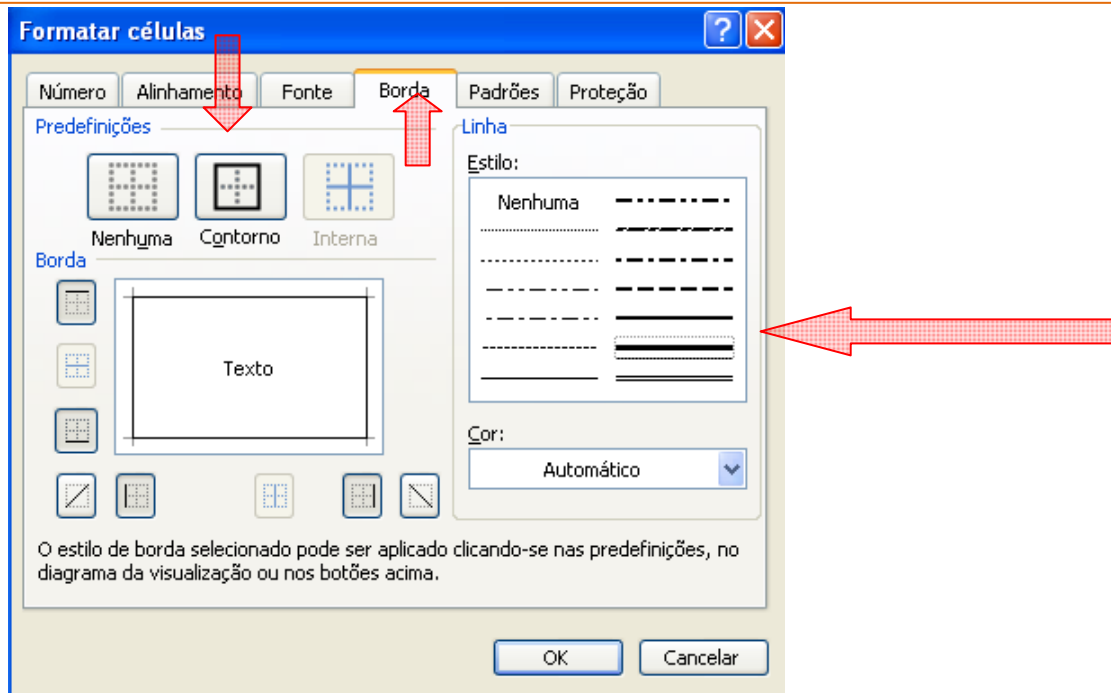 Formatar células
Número Alinhamento Fonte Borda Padrões Proteção
Predefinições
Nenhuma Contorno Interna
Borda
Texto
Linha
Estilo:
Nenhuma
Cor:
Automático
O estilo de borda selecionado pode ser aplicado clicando-se nas predefinições, no
diagrama da visualização ou nos botões acima.
OK Cancelar